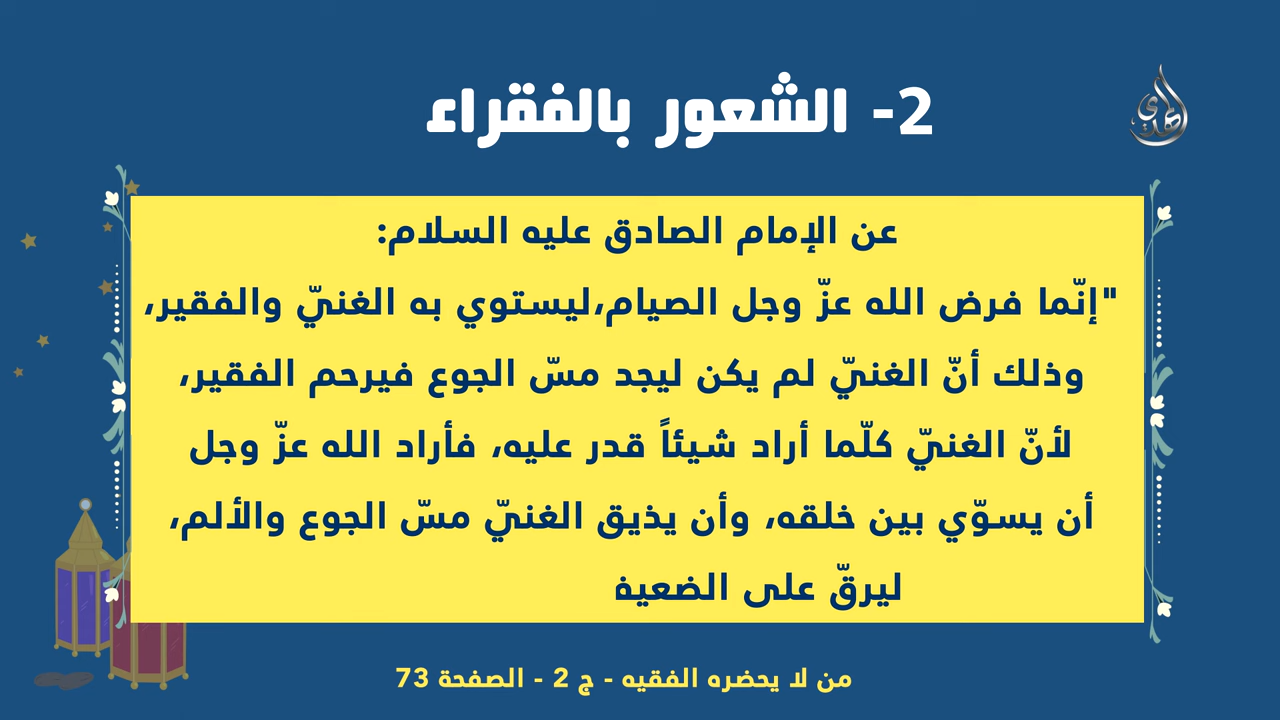 2- الشعور بالفقراء
المهدي
عن الإمام الصادق عليه السلام:
"إنّما فرض الله عزّ وجل الصيام،ليستوي به الغنيّ والفقير،
وذلك أنّ الغنيّ لم يكن ليجد مسّ الجوع فيرحم الفقير،
لأنّ الغنيّ كلّما أراد شيئاً قدر عليه، فأراد الله عزّ وجل
أن يسوّي بين خلقه، وأن يذيق الغنيّ مسّ الجوع والألم،
ليرقّ على الضعيف
من لا يحضره الفقيه - ج 2 - الصفحة 73